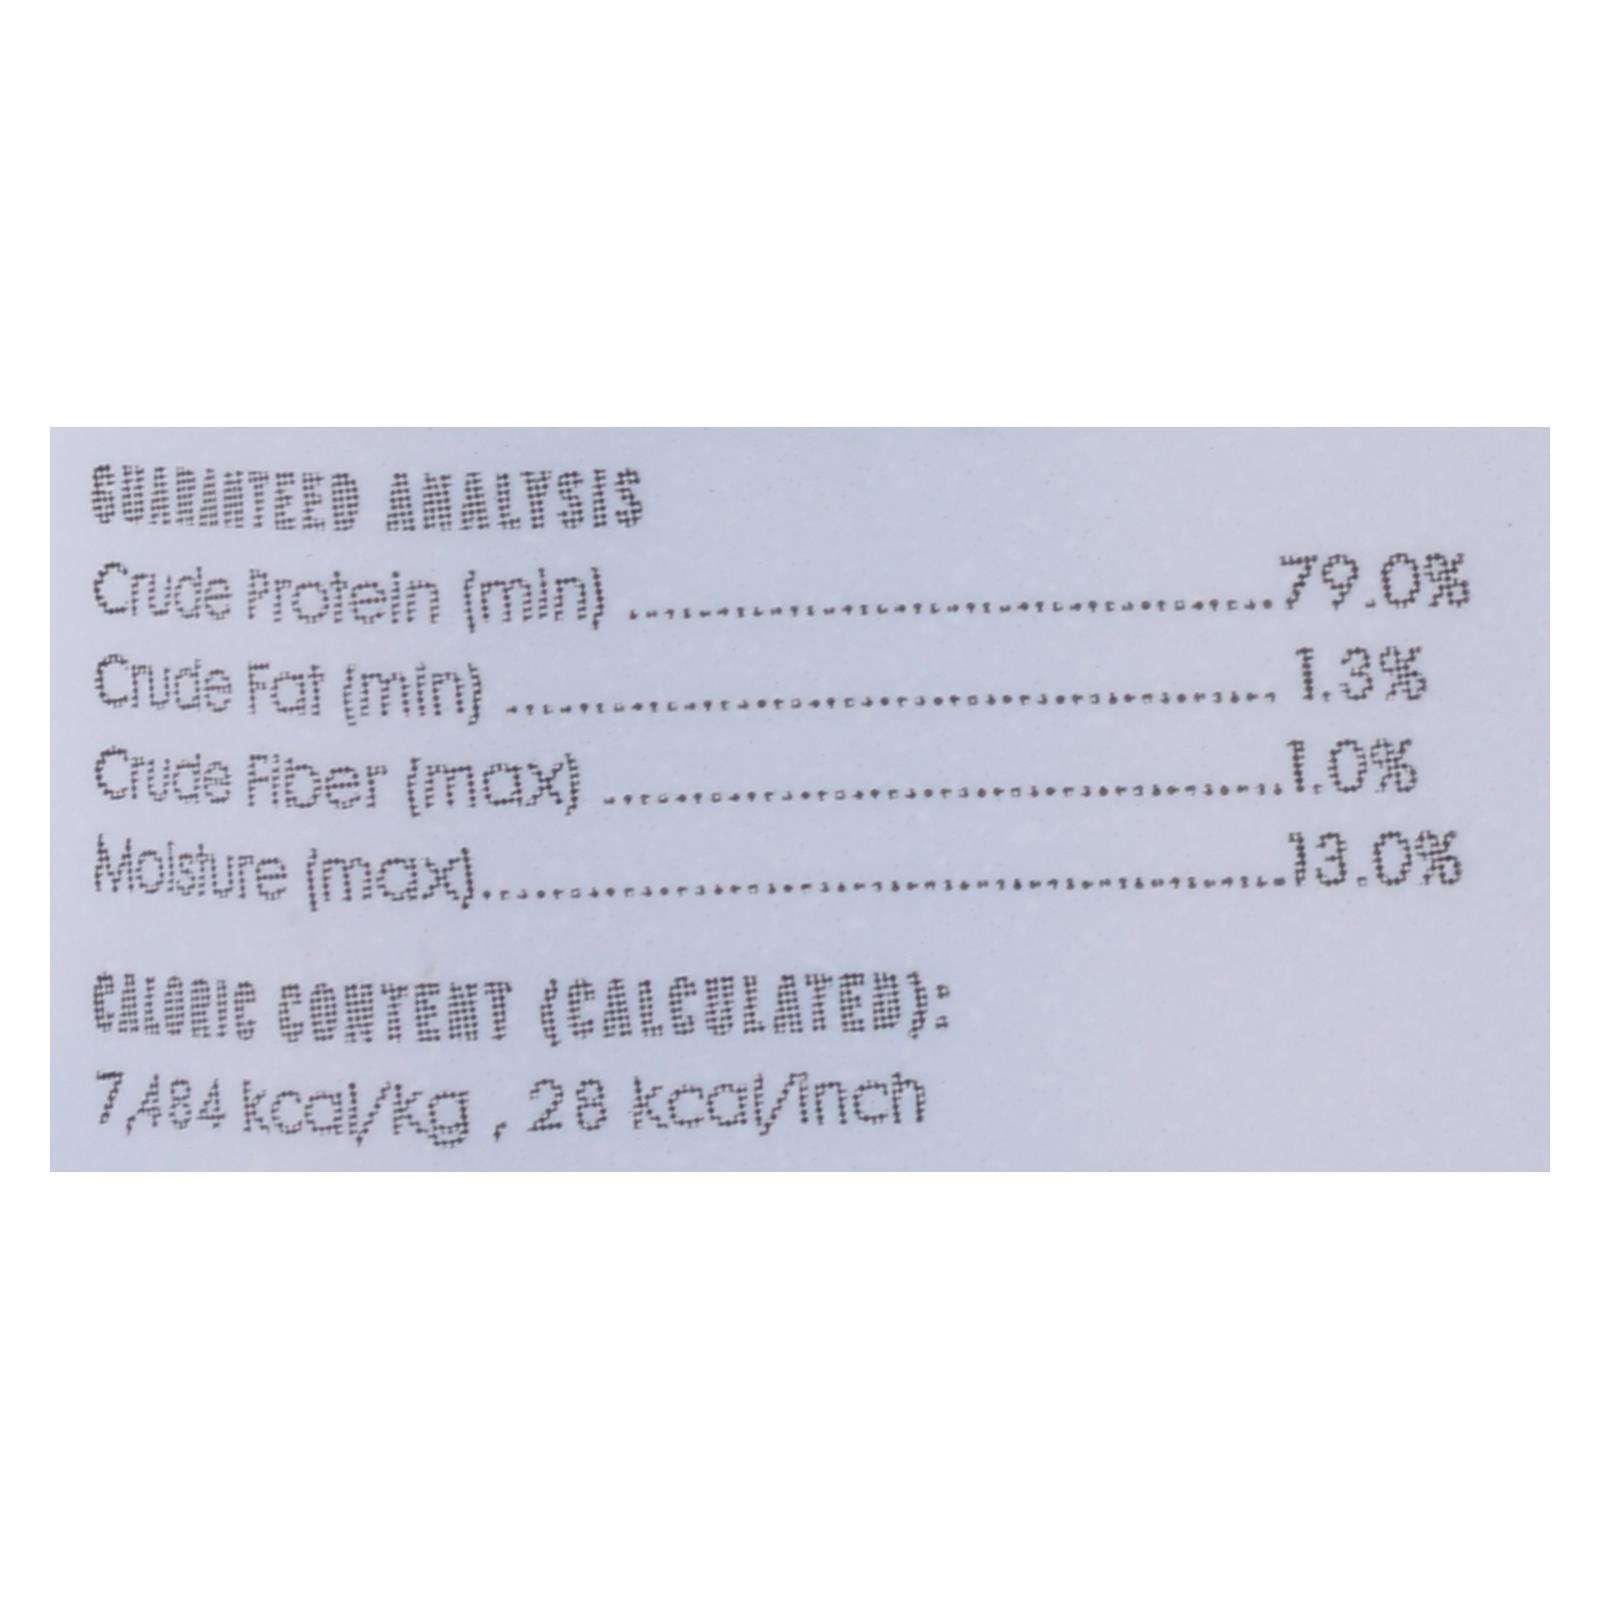 GUARANTEED ANALYSIS
Crude Protein (min) ........................................79.0%
Crude Fat (min) ............................................ 1.3%
Crude Fiber (max) ........................................1.0%
Moisture (max)..............................................13.0%
CALORIC CONTENT (CALCULATED):
7,484 kcal/kg , 28 kcal/inch